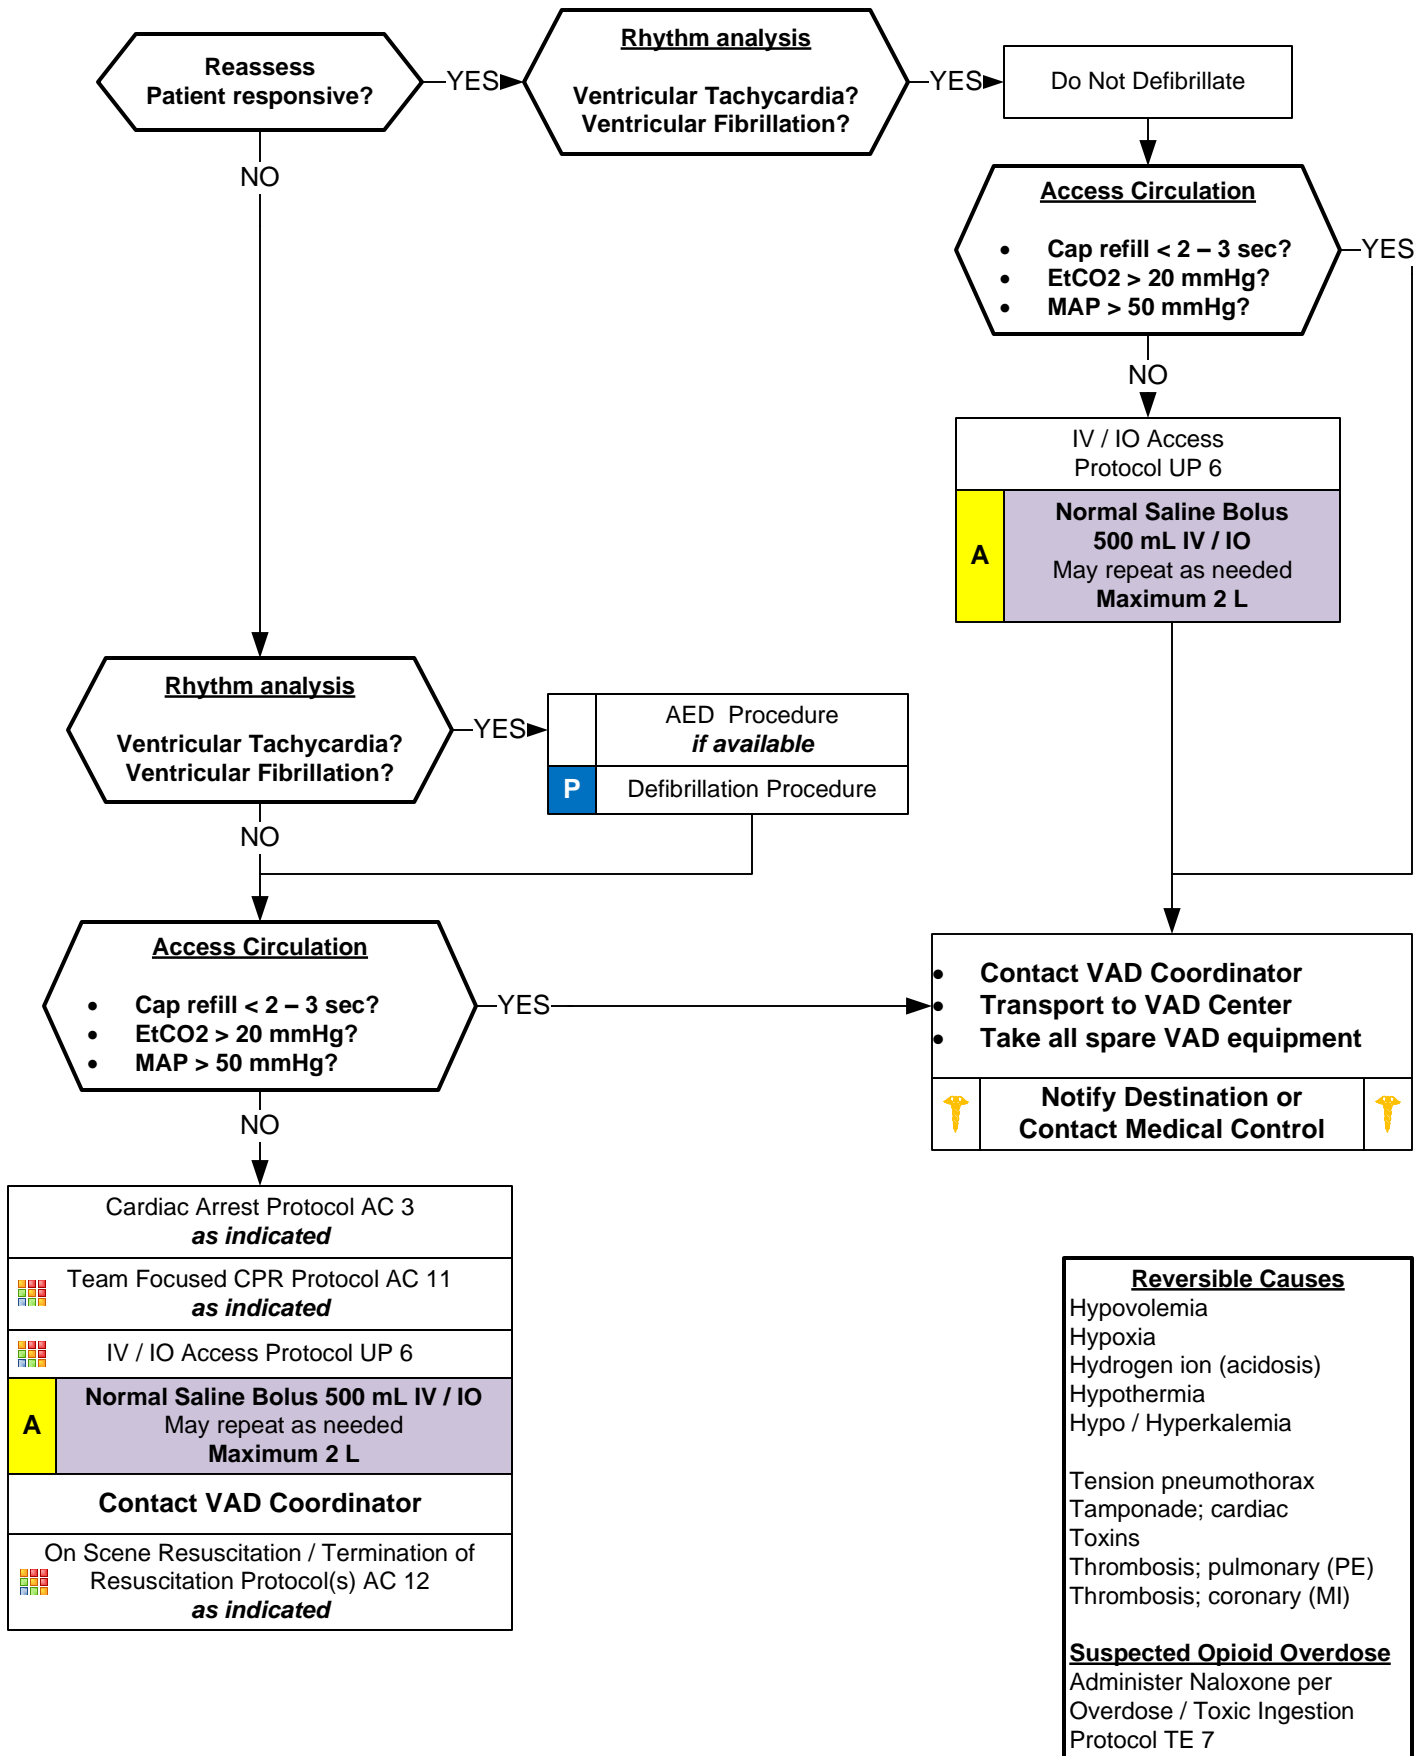 Reassess
Patient responsive?
YES
Rhythm analysis
Ventricular Tachycardia?
Ventricular Fibrillation?
YES
Do Not Defibrillate
Access Circulation
• Cap refill < 2 – 3 sec?
• EtCO2 > 20 mmHg?
• MAP > 50 mmHg?
YES
NO
IV / IO Access
Protocol UP 6
A
Normal Saline Bolus
500 mL IV / IO
May repeat as needed
Maximum 2 L
NO
Rhythm analysis
Ventricular Tachycardia?
Ventricular Fibrillation?
YES
AED Procedure
if available
P
Defibrillation Procedure
NO
Access Circulation
• Cap refill < 2 – 3 sec?
• EtCO2 > 20 mmHg?
• MAP > 50 mmHg?
YES
• Contact VAD Coordinator
• Transport to VAD Center
• Take all spare VAD equipment
Notify Destination or
Contact Medical Control
NO
Cardiac Arrest Protocol AC 3
as indicated
Team Focused CPR Protocol AC 11
as indicated
IV / IO Access Protocol UP 6
A
Normal Saline Bolus 500 mL IV / IO
May repeat as needed
Maximum 2 L
Contact VAD Coordinator
On Scene Resuscitation / Termination of
Resuscitation Protocol(s) AC 12
as indicated
Reversible Causes
Hypovolemia
Hypoxia
Hydrogen ion (acidosis)
Hypothermia
Hypo / Hyperkalemia
Tension pneumothorax
Tamponade; cardiac
Toxins
Thrombosis; pulmonary (PE)
Thrombosis; coronary (MI)
Suspected Opioid Overdose
Administer Naloxone per
Overdose / Toxic Ingestion
Protocol TE 7